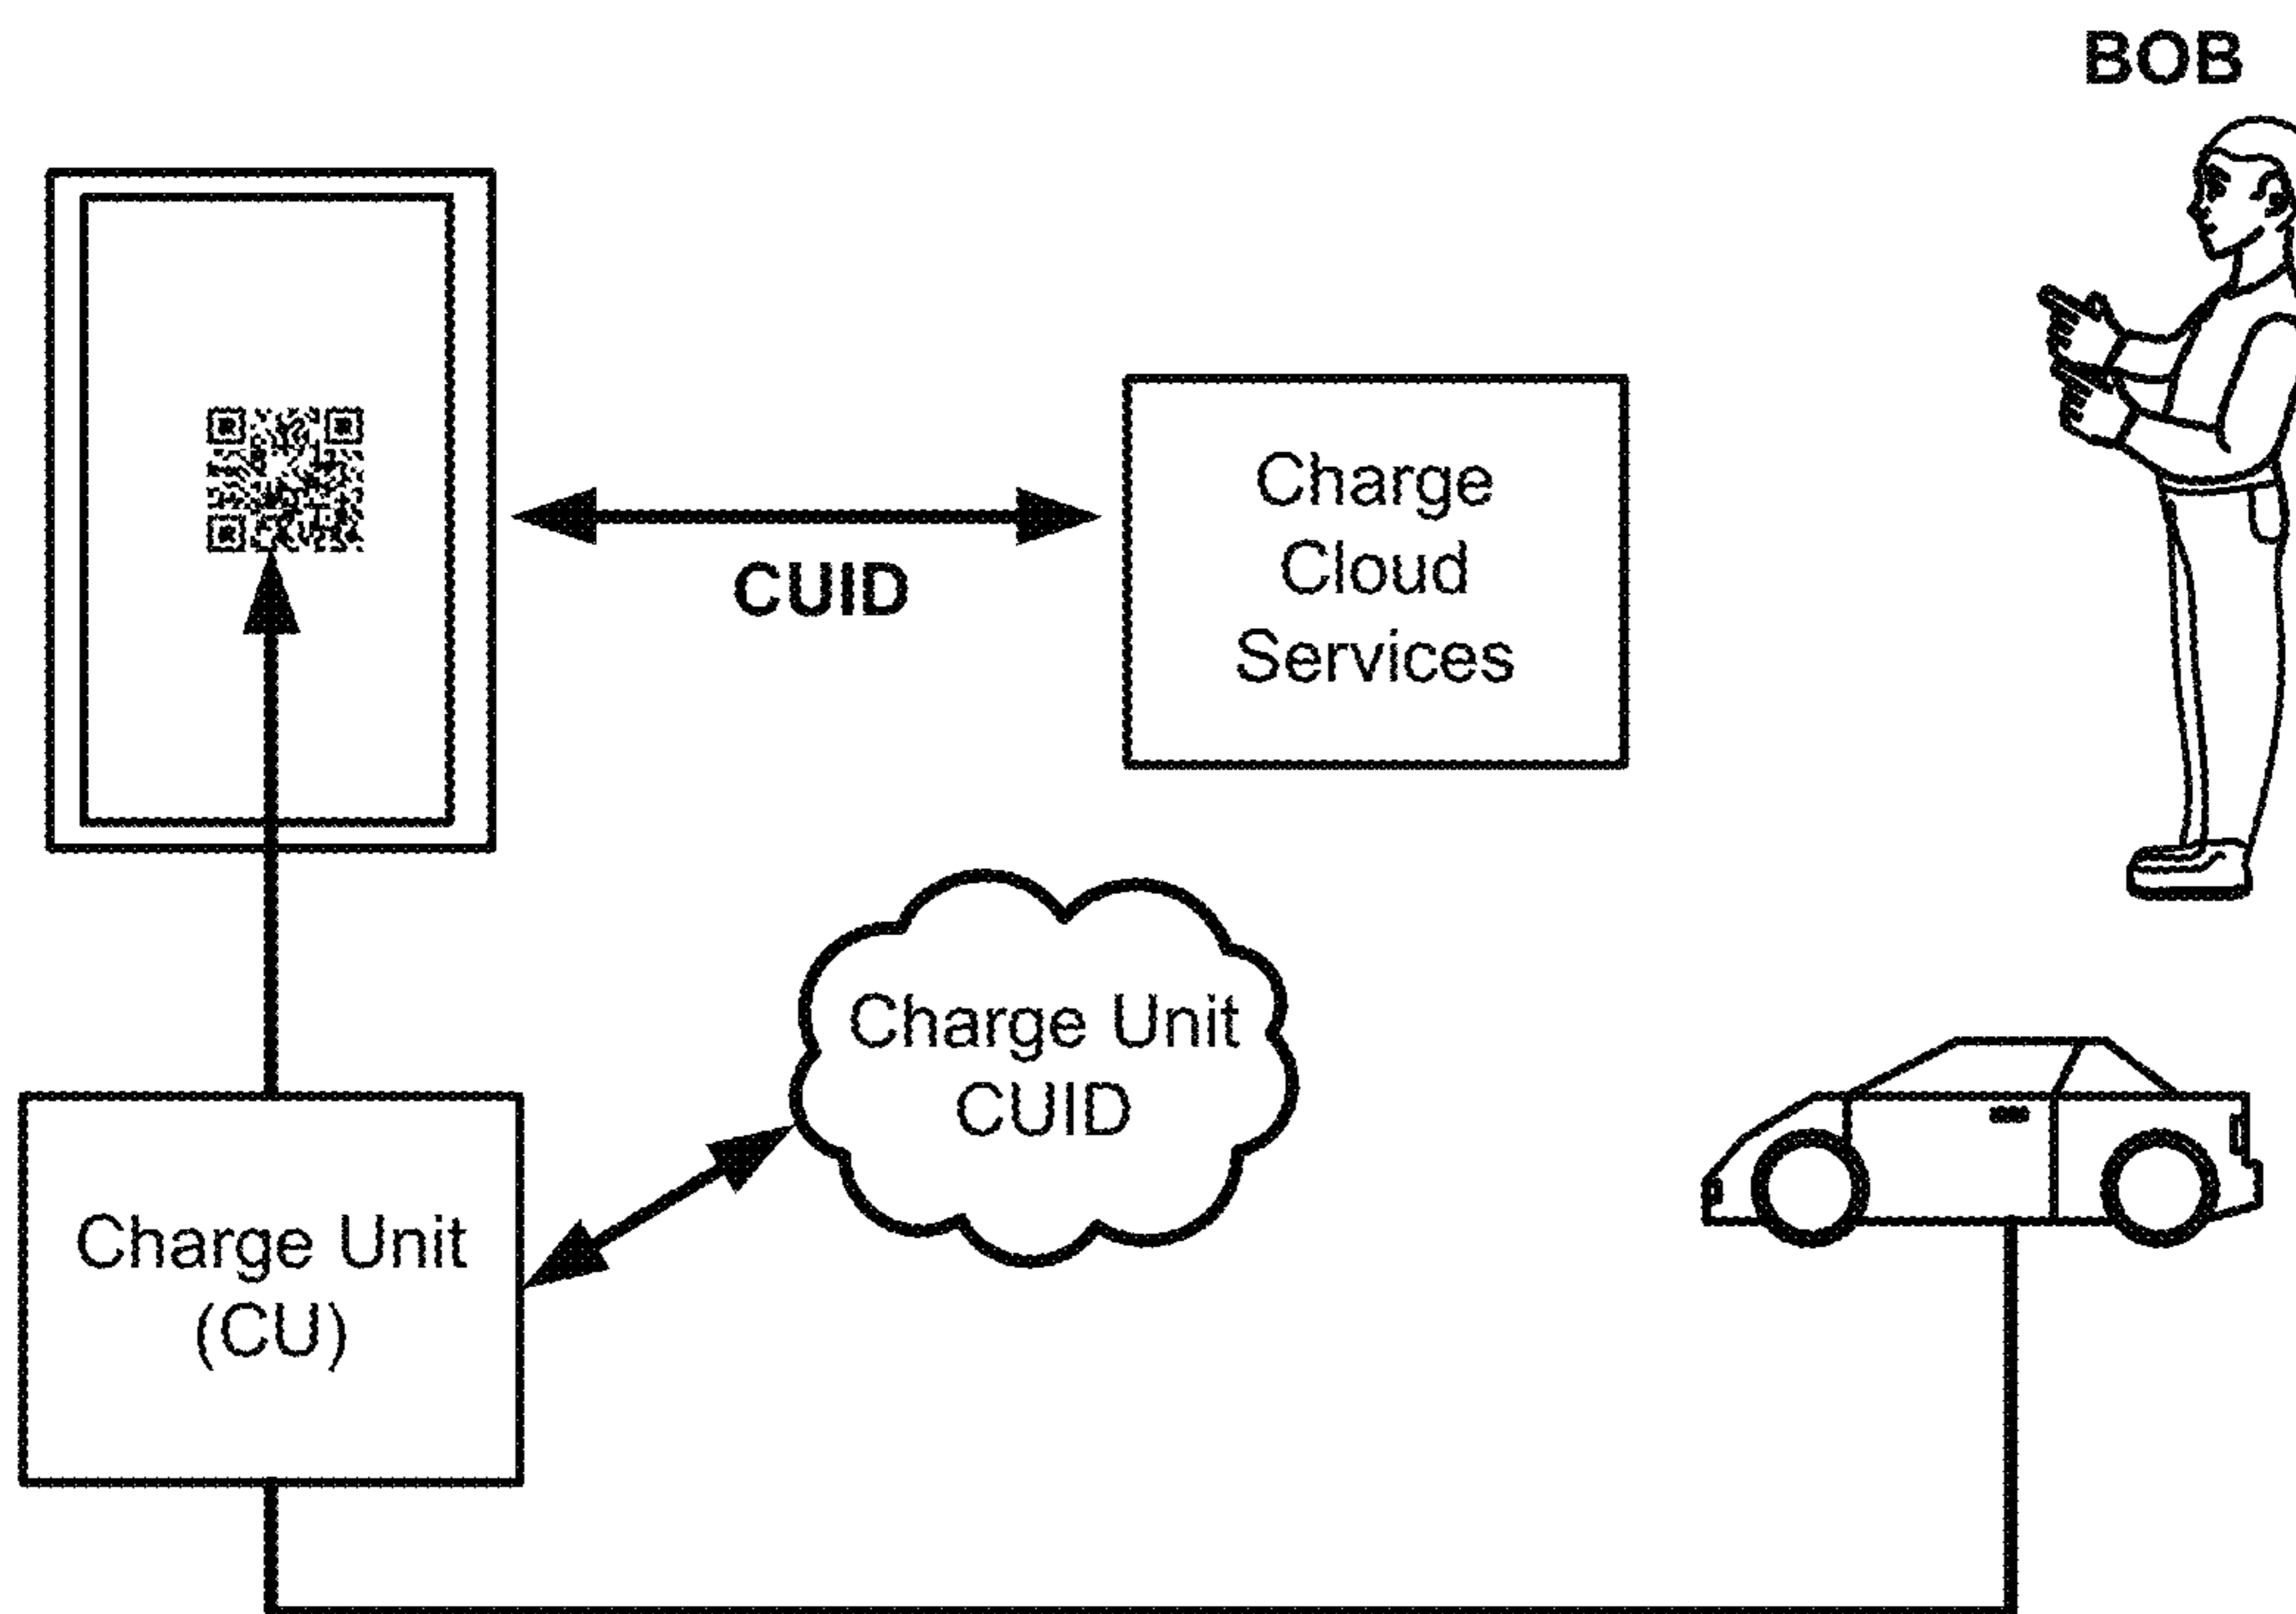 BOB
Charge
Cloud
Services
CUID
Charge Unit
CUID
Charge Unit
(CU)